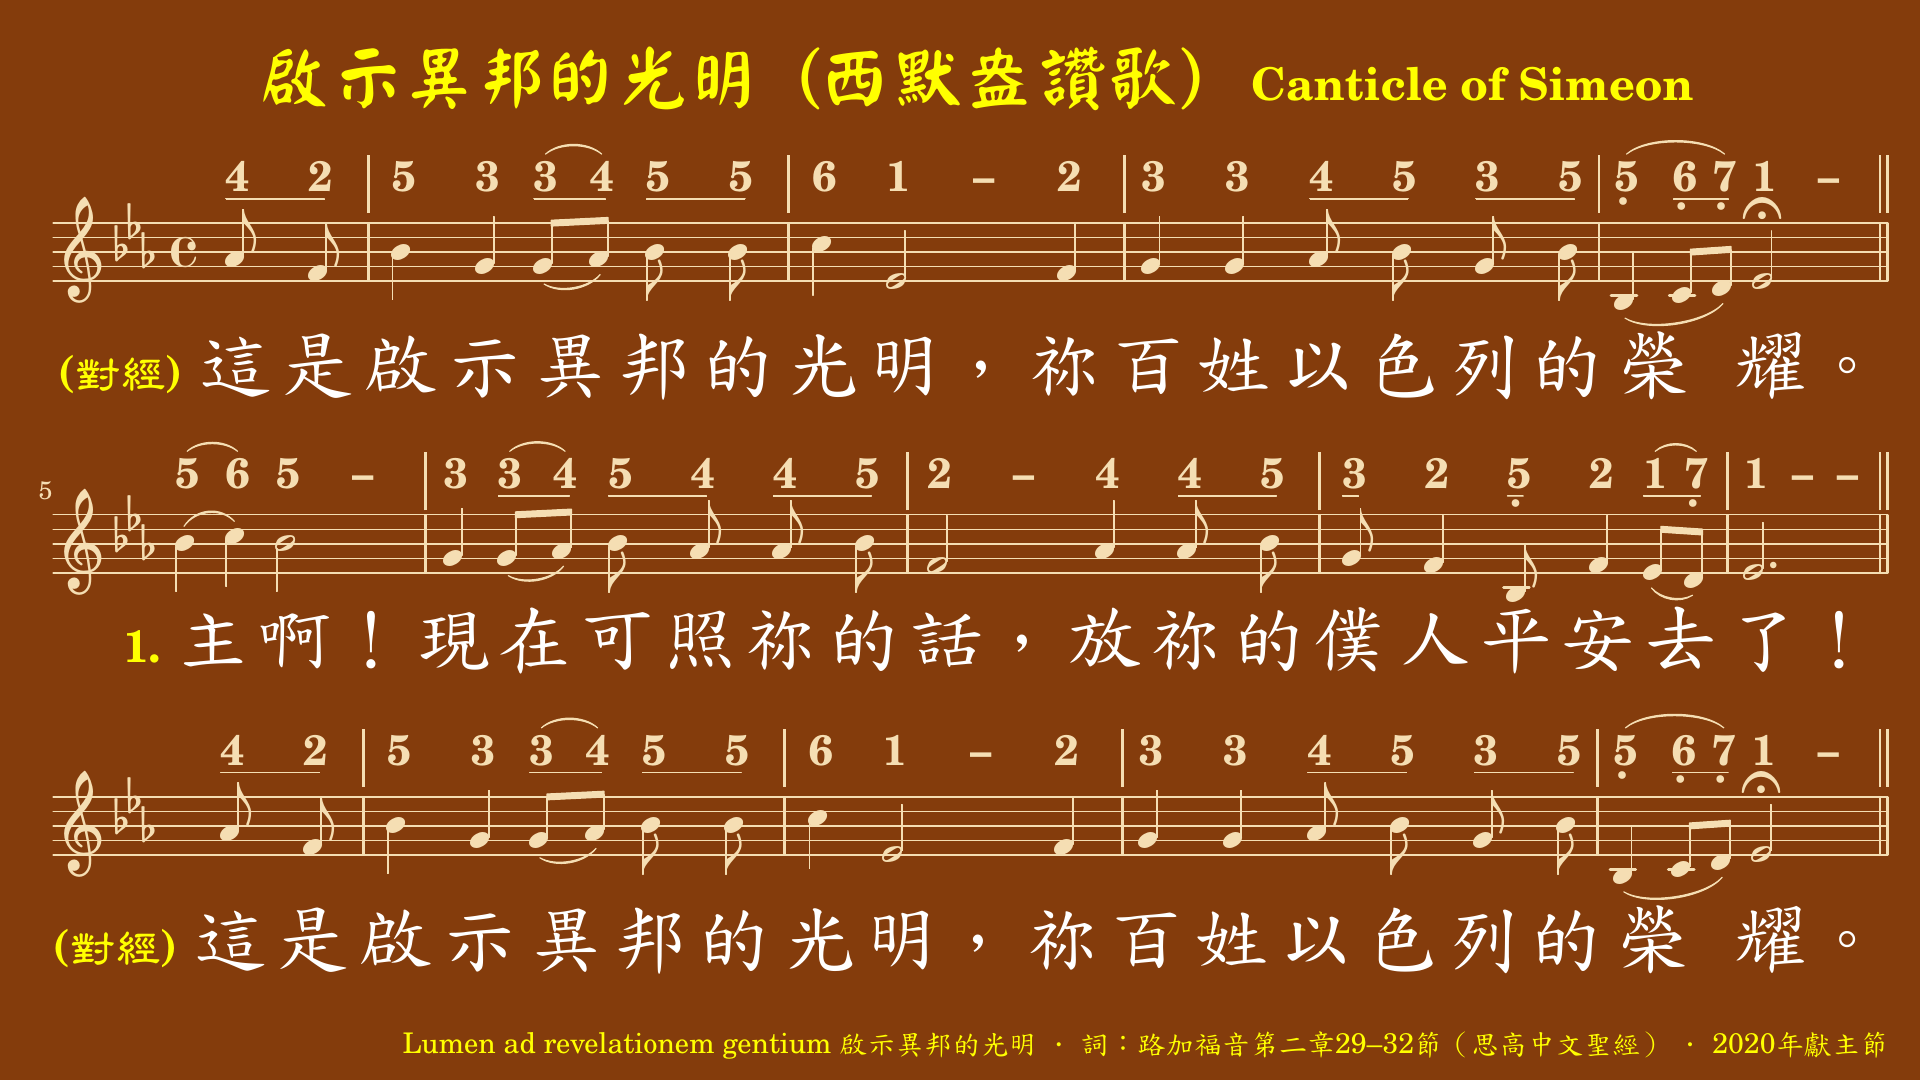 啟示異邦的光明（西默盎讚歌） Canticle of Simeon
4 2 | 5 3 3 4 5 5 | 6 1 – 2 | 3 3 4 5 3 5 | 5 6 7 1 – ||
(對經) 這是啟示異邦的光明，祢百姓以色列的榮耀。
5 6 5 – | 3 3 4 5 4 4 5 | 2 – 4 4 5 | 3 2 5 2 1 7 | 1 – – ||
5
1. 主啊！現在可照祢的話，放祢的僕人平安去了！
4 2 | 5 3 3 4 5 5 | 6 1 – 2 | 3 3 4 5 3 5 | 5 6 7 1 – ||
(對經) 這是啟示異邦的光明，祢百姓以色列的榮耀。
Lumen ad revelationem gentium 啟示異邦的光明 · 詞：路加福音第二章29–32節（思高中文聖經） · 2020年獻主節